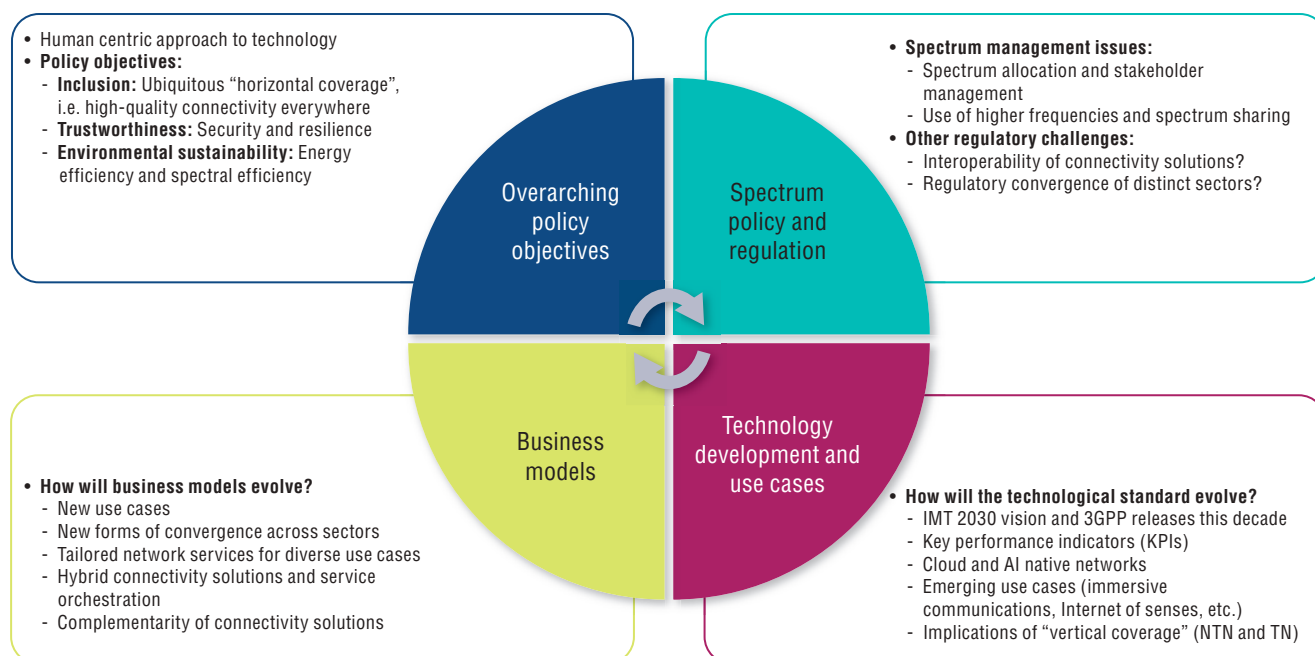 • Human centric approach to technology
• Policy objectives:
- Inclusion: Ubiquitous “horizontal coverage”,
i.e. high-quality connectivity everywhere
- Trustworthiness: Security and resilience
- Environmental sustainability: Energy
efficiency and spectral efficiency
• Spectrum management issues:
- Spectrum allocation and stakeholder
management
- Use of higher frequencies and spectrum sharing
• Other regulatory challenges:
- Interoperability of connectivity solutions?
- Regulatory convergence of distinct sectors?
Overarching
policy
objectives
Spectrum
policy and
regulation
Business
models
Technology
development and
use cases
• How will business models evolve?
- New use cases
- New forms of convergence across sectors
- Tailored network services for diverse use cases
- Hybrid connectivity solutions and service
orchestration
- Complementarity of connectivity solutions
• How will the technological standard evolve?
- IMT 2030 vision and 3GPP releases this decade
- Key performance indicators (KPIs)
- Cloud and AI native networks
- Emerging use cases (immersive
communications, Internet of senses, etc.)
- Implications of “vertical coverage” (NTN and TN)